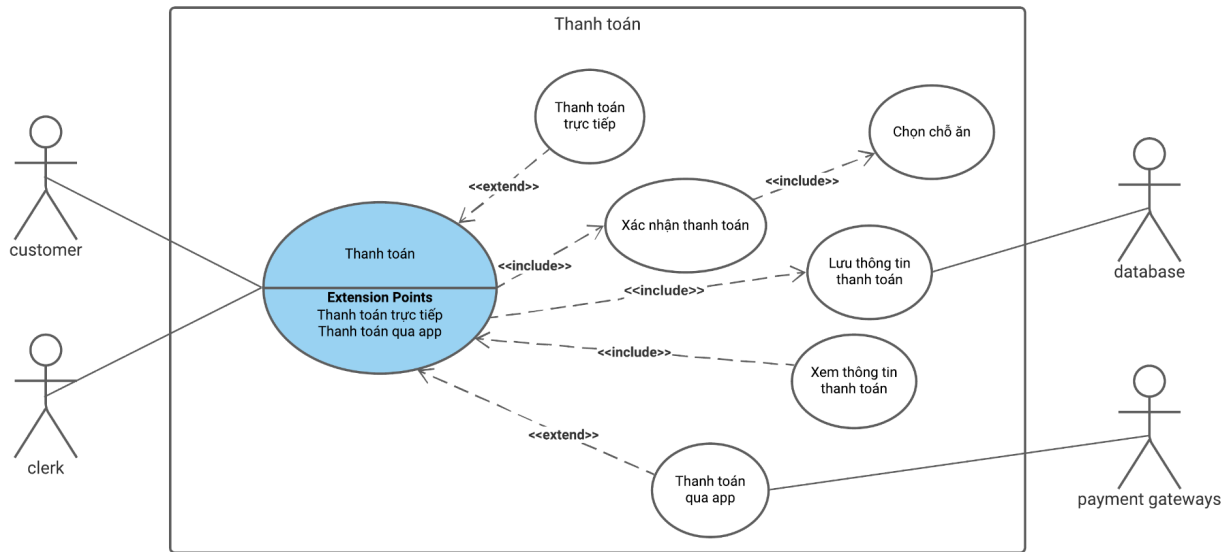 Thanh toán
Thanh toán
trực tiếp
Chọn chỗ ăn
<<extend>>
<<include>>
customer
Xác nhận thanh toán
Thanh toán
<<include>>
Lưu thông tin
thanh toán
database
<<include>>
Extension Points
Thanh toán trực tiếp
Thanh toán qua app
<<include>>
Xem thông tin
thanh toán
clerk
<<extend>>
Thanh toán
qua app
payment gateways